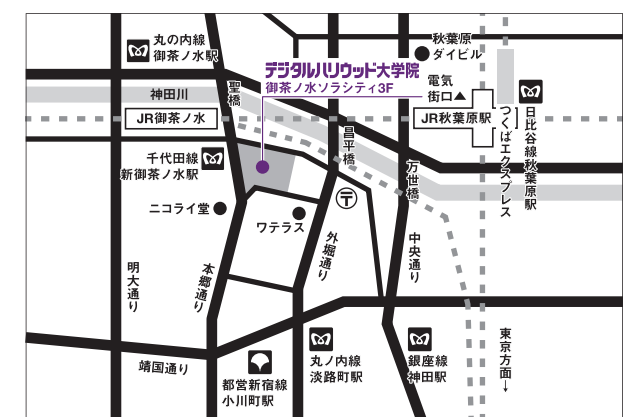 丸の内線
御茶ノ水駅
秋葉原
ダイビル
デジタルハリウッド大学院
御茶ノ水ソラシティ3F
電気
街口▲
聖橋
神田川
JR御茶ノ水
昌平橋
JR秋葉原駅
つくばエクスプレス
日比谷線秋葉原駅
千代田線
新御茶ノ水駅
万世橋
〒
ニコライ堂
ワテラス
明大通り
本郷通り
外堀通り
中央通り
靖国通り
都営新宿線
小川町駅
丸ノ内線
淡路町駅
銀座線
神田駅
東京方面→